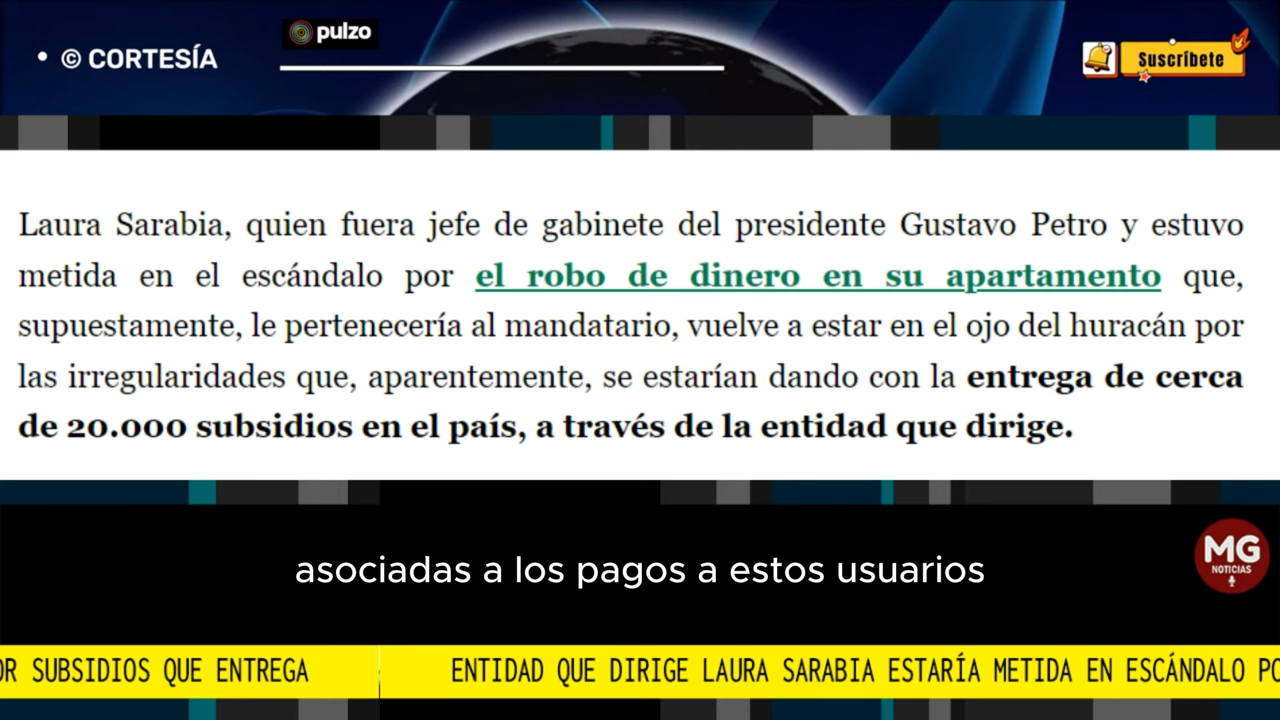 • © CORTESÍA
pulzo
Suscríbete
Laura Sarabia, quien fuera jefe de gabinete del presidente Gustavo Petro y estuvo
metida en el escándalo por el robo de dinero en su apartamento que,
supuestamente, le pertenecería al mandatario, vuelve a estar en el ojo del huracán por
las irregularidades que, aparentemente, se estarían dando con la entrega de cerca
de 20.000 subsidios en el país, a través de la entidad que dirige.
asociadas a los pagos a estos usuarios
MG
NOTICIAS
OR SUBSIDIOS QUE ENTREGA ENTIDAD QUE DIRIGE LAURA SARABIA ESTARÍA METIDA EN ESCÁNDALO PO